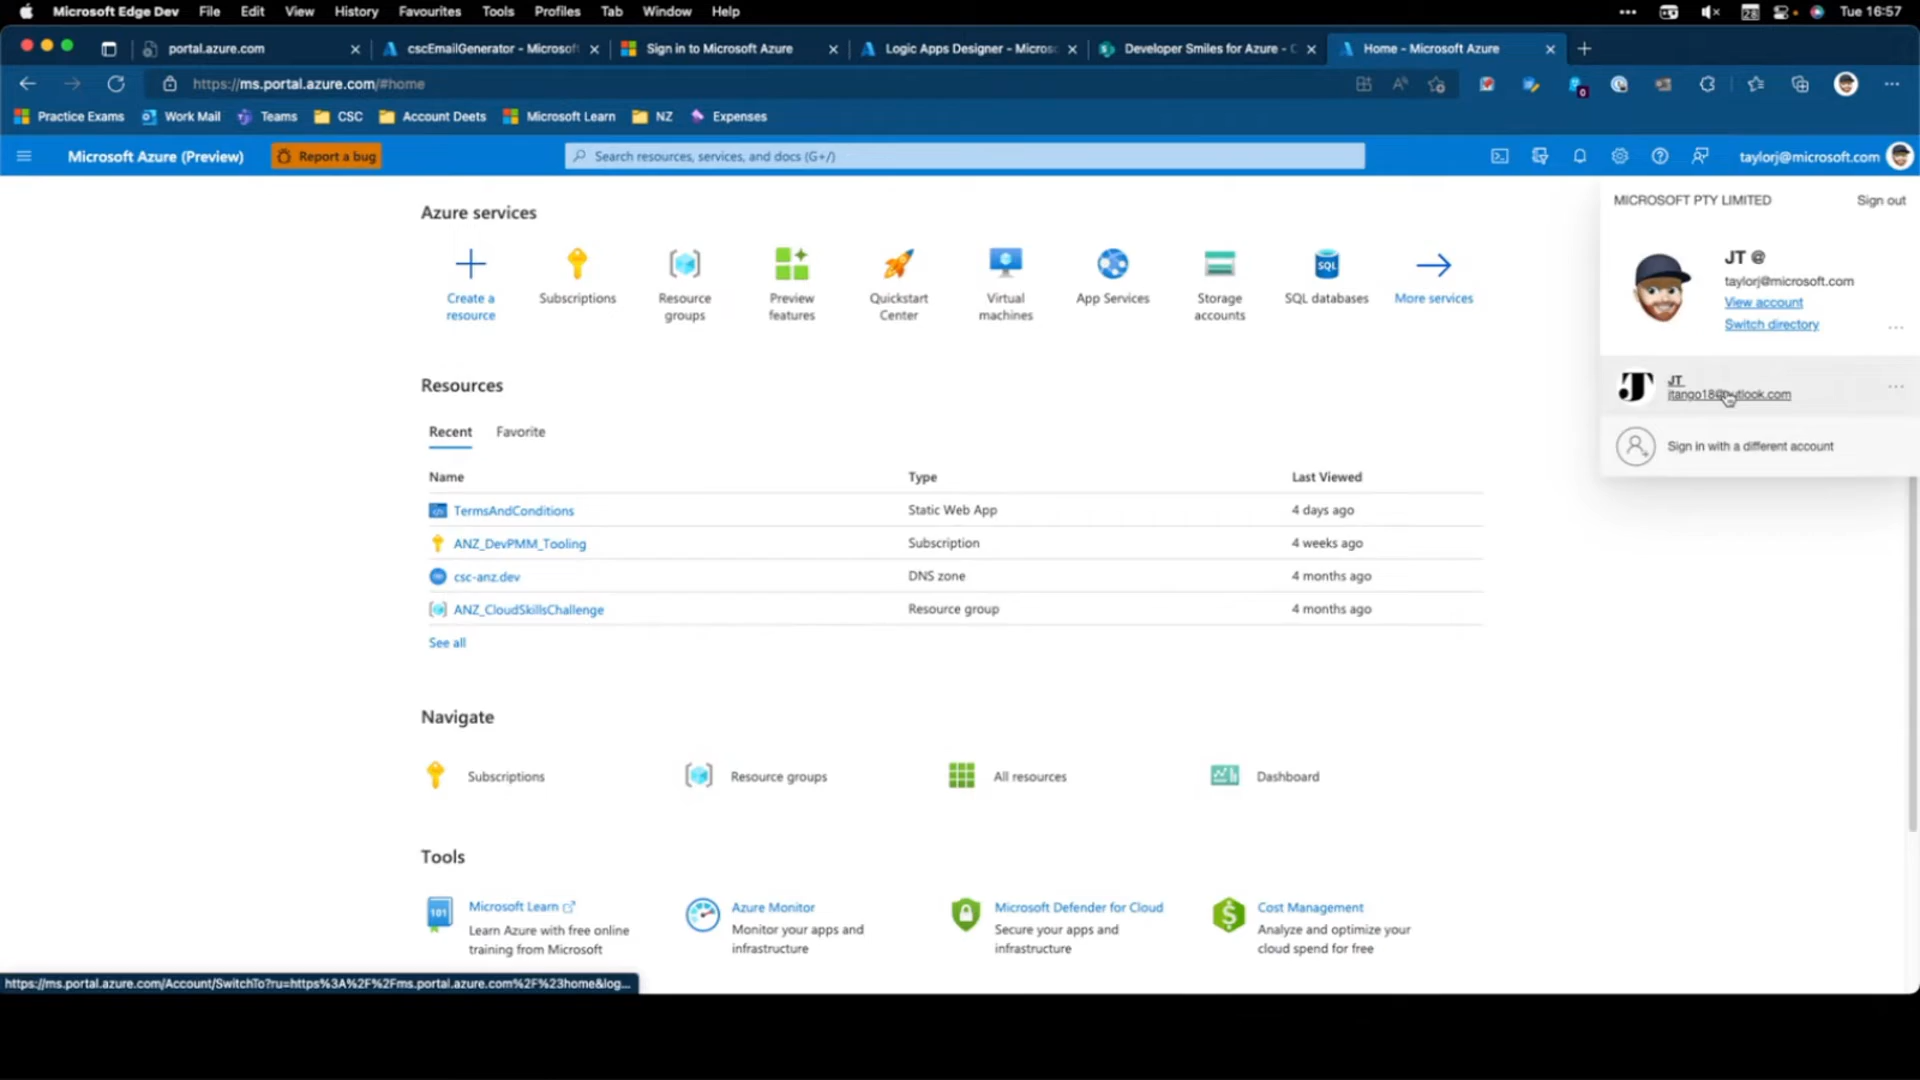 Microsoft Edge Dev File Edit View History Favourites Tools Profiles Tab Window Help Tue 16:57
portal.azure.com cscEmailGenerator - Microsoft Sign in to Microsoft Azure Logic Apps Designer - Micros Developer Smiles for Azure - C Home - Microsoft Azure
https://ms.portal.azure.com/#home
Practice Exams Work Mail Teams CSC Account Deets Microsoft Learn NZ Expenses
Microsoft Azure (Preview) Report a bug Search resources, services, and docs (G+/) taylorj@microsoft.com
MICROSOFT PTY LIMITED Sign out
JT @
taylorj@microsoft.com
View account
Switch directory
JT
jtango18@outlook.com
Sign in with a different account
Azure services
Create a resource
Subscriptions
Resource groups
Preview features
Quickstart Center
Virtual machines
App Services
Storage accounts
SQL
SQL databases
More services
Resources
Recent Favorite
Name Type Last Viewed
TermsAndConditions Static Web App 4 days ago
ANZ_DevPMM_Tooling Subscription 4 weeks ago
csc-anz.dev DNS zone 4 months ago
ANZ_CloudSkillsChallenge Resource group 4 months ago
See all
Navigate
Subscriptions Resource groups All resources Dashboard
Tools
101
Microsoft Learn
Learn Azure with free online
training from Microsoft
Azure Monitor
Monitor your apps and
infrastructure
Microsoft Defender for Cloud
Secure your apps and
infrastructure
Cost Management
Analyze and optimize your
cloud spend for free
https://ms.portal.azure.com/Account/SwitchTo?ru=https%3A%2F%2Fms.portal.azure.com%2F%23home&log...